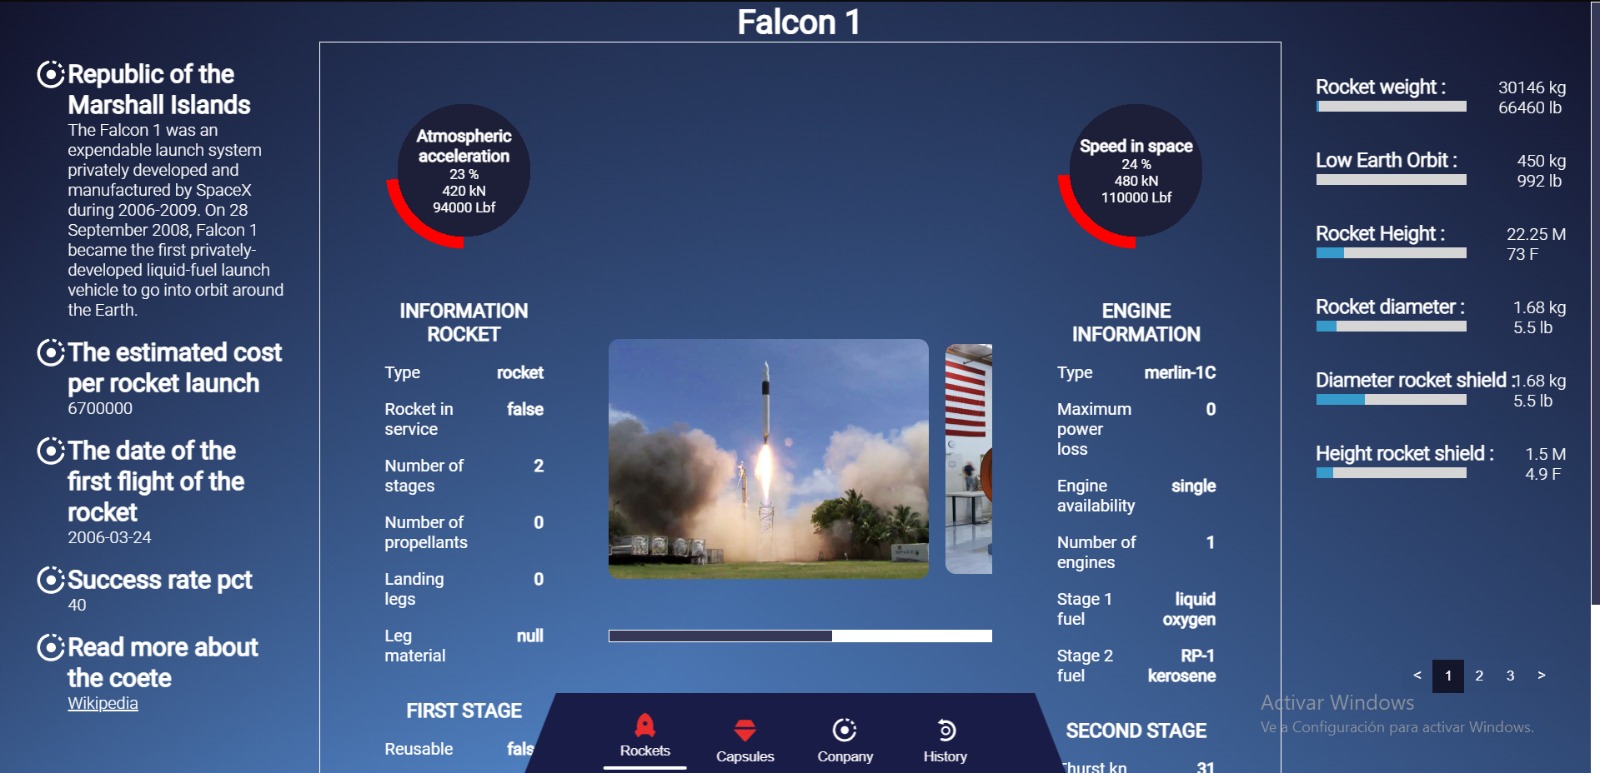 Falcon 1
Republic of the
Marshall Islands
The Falcon 1 was an
expendable launch system
privately developed and
manufactured by SpaceX
during 2006-2009. On 28
September 2008, Falcon 1
became the first privately-
developed liquid-fuel launch
vehicle to go into orbit around
the Earth.
The estimated cost
per rocket launch
6700000
The date of the
first flight of the
rocket
2006-03-24
Success rate pct
40
Read more about
the coete
Wikipedia
Atmospheric
acceleration
23 %
420 kN
94000 Lbf
INFORMATION
ROCKET
Type rocket
Rocket in false
service
Number of 2
stages
Number of 0
propellants
Landing 0
legs
Leg null
material
FIRST STAGE
Reusable fals
Speed in space
24 %
480 kN
110000 Lbf
ENGINE
INFORMATION
Type merlin-1C
Maximum 0
power
loss
Engine single
availability
Number of 1
engines
Stage 1 liquid
fuel oxygen
Stage 2 RP-1
fuel kerosene
SECOND STAGE
Thurst kn 31
Rocket weight : 30146 kg
66460 lb
Low Earth Orbit : 450 kg
992 lb
Rocket Height : 22.25 M
73 F
Rocket diameter : 1.68 kg
5.5 lb
Diameter rocket shield : 1.68 kg
5.5 lb
Height rocket shield : 1.5 M
4.9 F
< 1 2 3 >
Activar Windows
Ve a Configuración para activar Windows.
Rockets
Capsules
Conpany
History